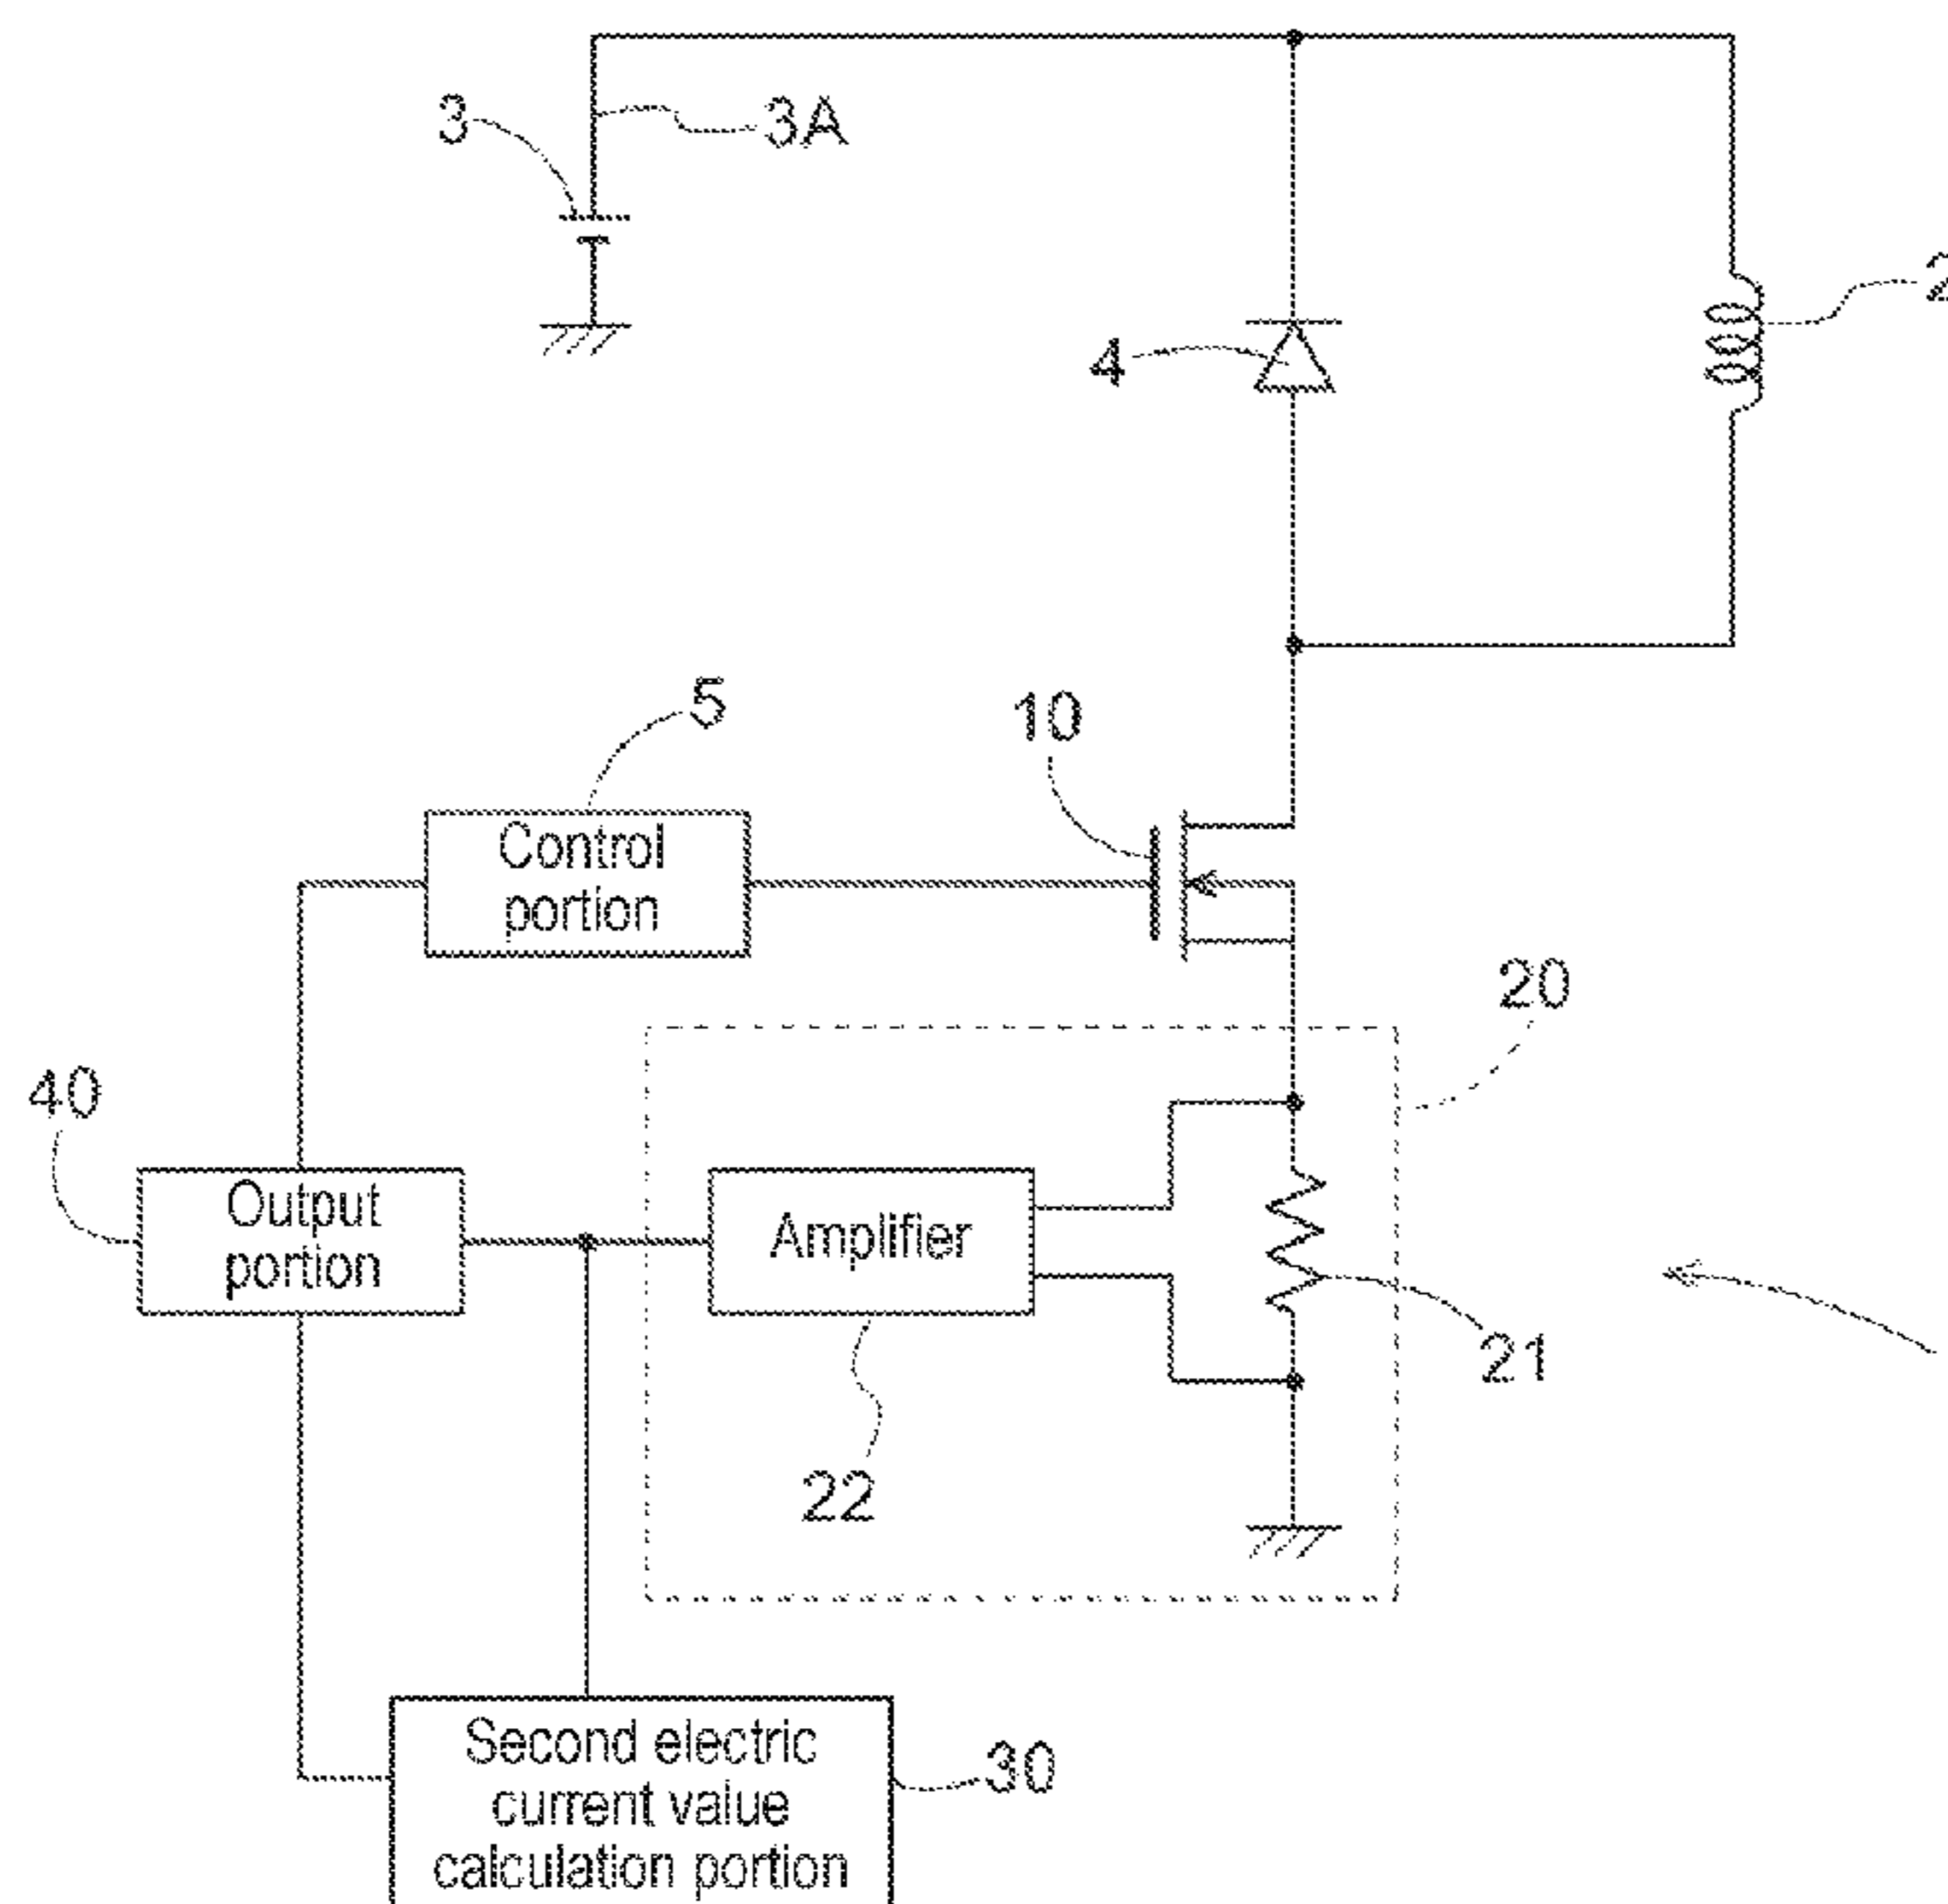 3
3A
2
4
5
10
Control
portion
20
40
Output
portion
Amplifier
21
22
Second electric
current value
calculation portion
30